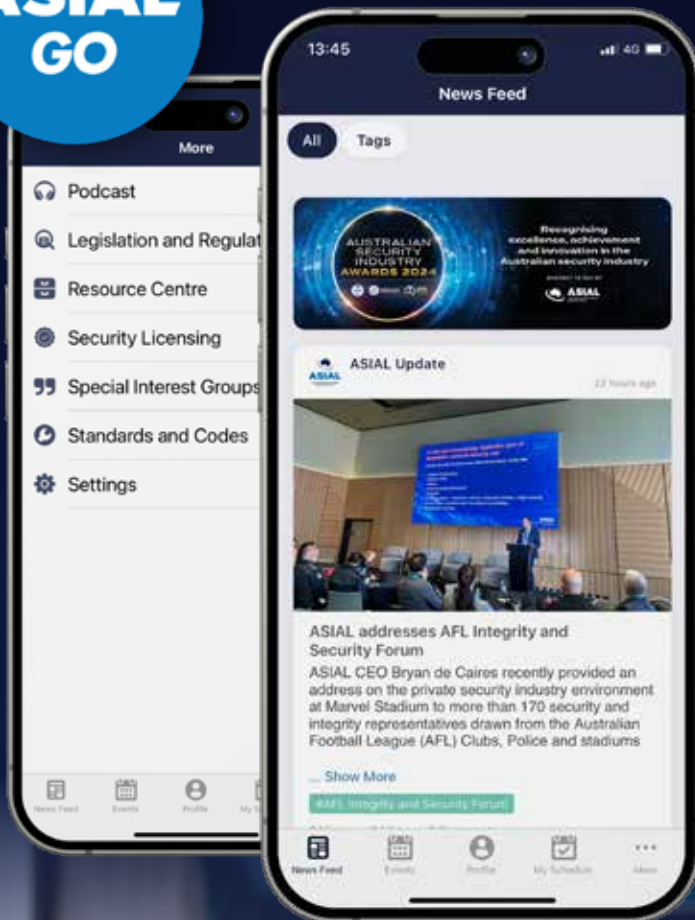 ASIAL
GO
More
Podcast
Legislation and Regulat
Resource Centre
Security Licensing
Special Interest Groups
Standards and Codes
Settings
News Feed
Events
Profile
My S
13:45
4G
News Feed
All
Tags
AUSTRALIAN
SECURITY
INDUSTRY
AWARDS 2024
Recognising
excellence, achievement
and innovation in the
Australian security industry
ASIAL
ASIAL
ASIAL Update
22 hours ago
ASIAL addresses AFL Integrity and
Security Forum
ASIAL CEO Bryan de Caires recently provided an
address on the private security industry environment
at Marvel Stadium to more than 170 security and
integrity representatives drawn from the Australian
Football League (AFL) Clubs, Police and stadiums
... Show More
#AFL Integrity and Security Forum
News Feed
Events
Profile
My Schedule
More